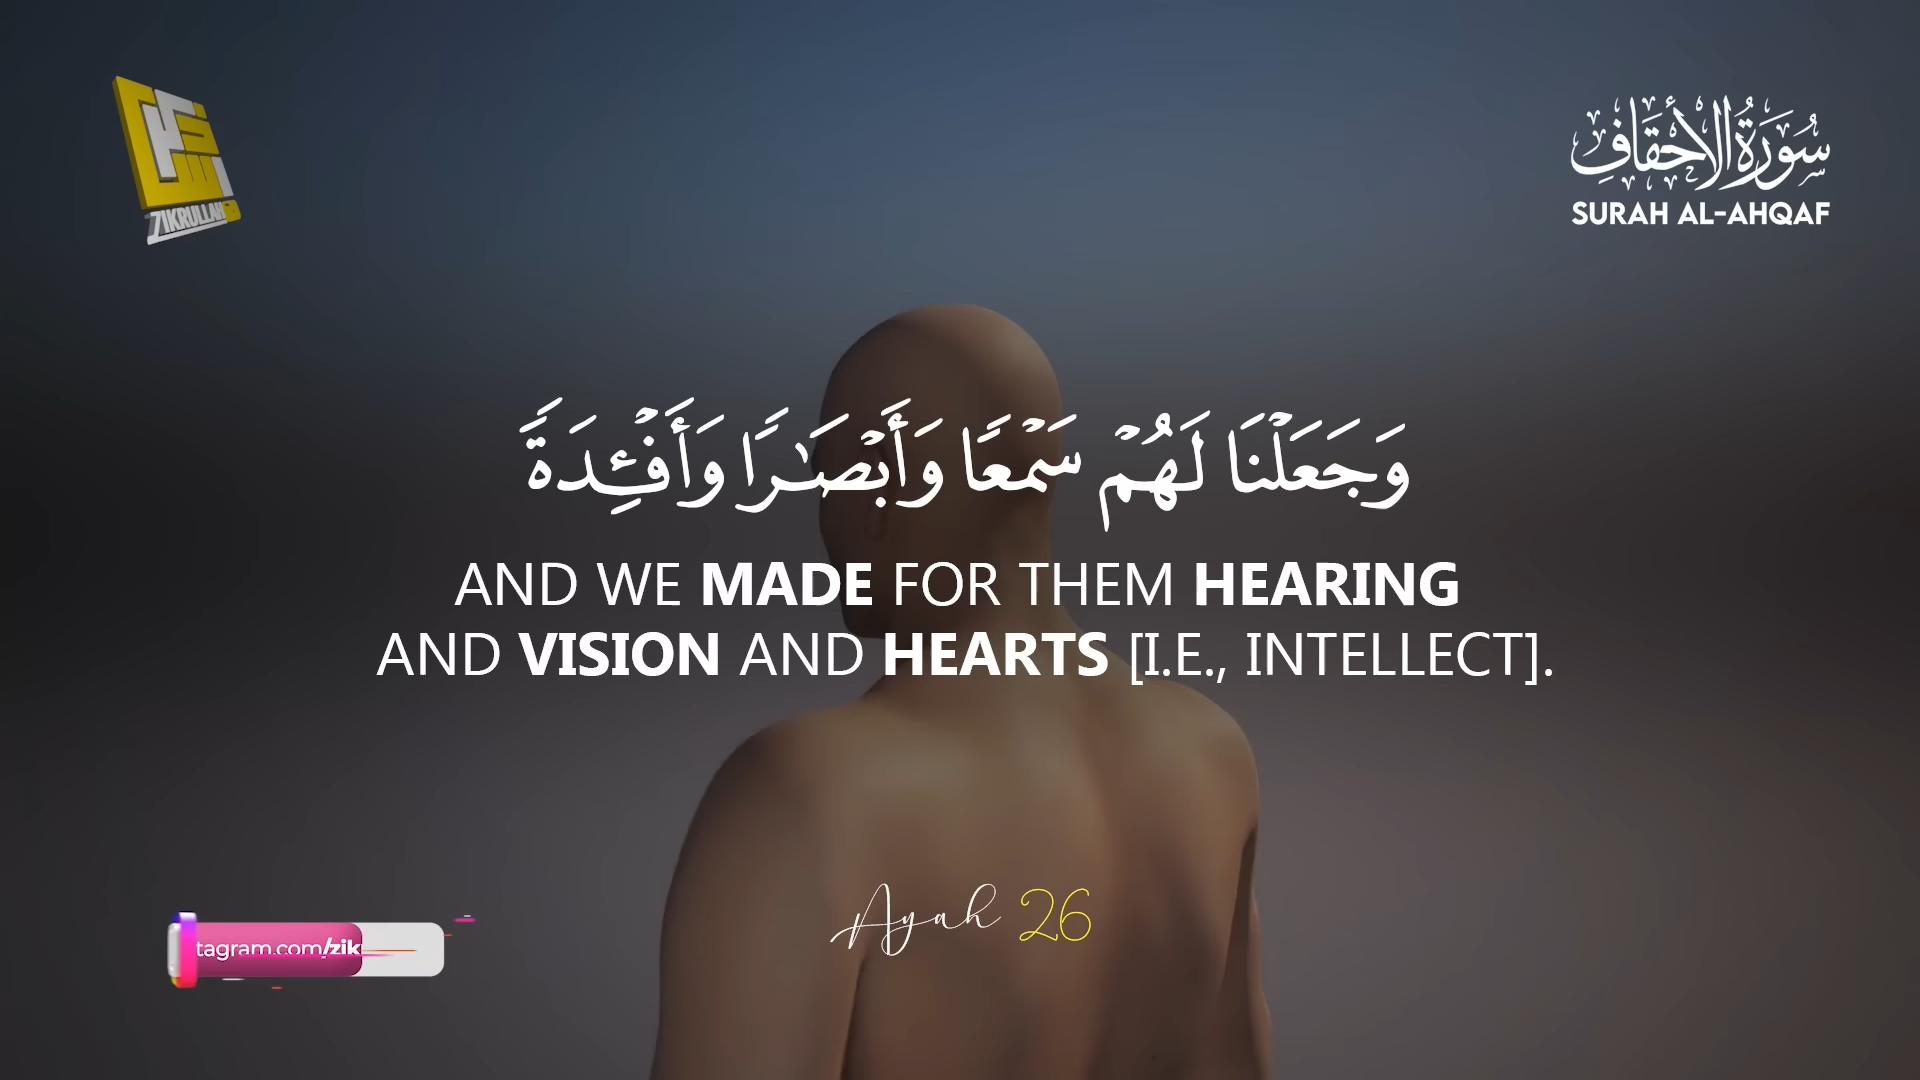 ZIKRULLAH
سُورَةُ الأَحْقَافِ
SURAH AL-AHQAF
وَجَعَلْنَا لَهُمْ سَمْعًا وَأَبْصَٰرًا وَأَفْـِٔدَةً
AND WE MADE FOR THEM HEARING
AND VISION AND HEARTS [I.E., INTELLECT].
Ayah 26
tagram.com/zik